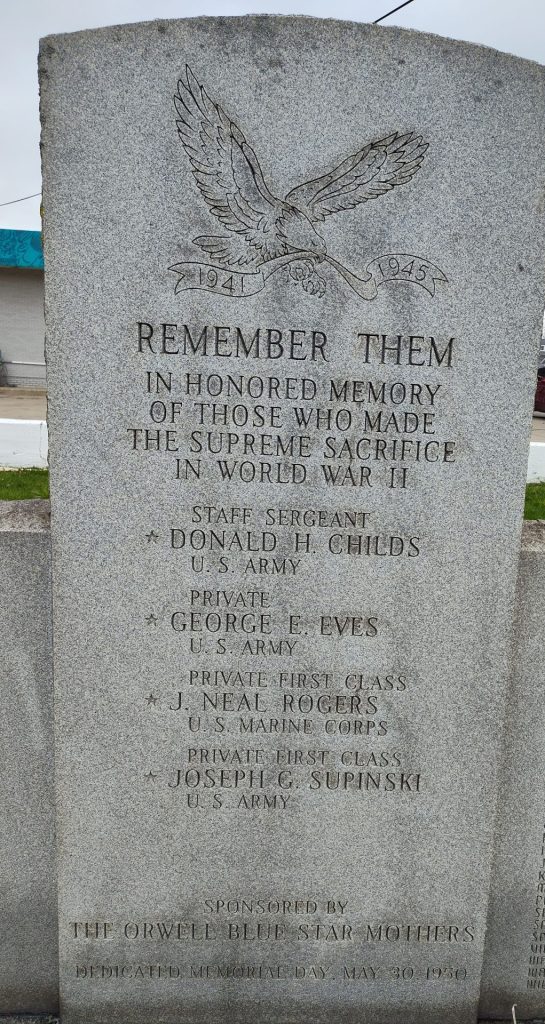 1941 1945
REMEMBER THEM
IN HONORED MEMORY
OF THOSE WHO MADE
THE SUPREME SACRIFICE
IN WORLD WAR II
STAFF SERGEANT
* DONALD H. CHILDS
U. S. ARMY
PRIVATE
* GEORGE E. EVES
U. S. ARMY
PRIVATE FIRST CLASS
* J. NEAL ROGERS
U. S. MARINE CORPS
PRIVATE FIRST CLASS
* JOSEPH G. SUPINSKI
U. S. ARMY
SPONSORED BY
THE ORWELL BLUE STAR MOTHERS
DEDICATED MEMORIAL DAY, MAY 30, 1950